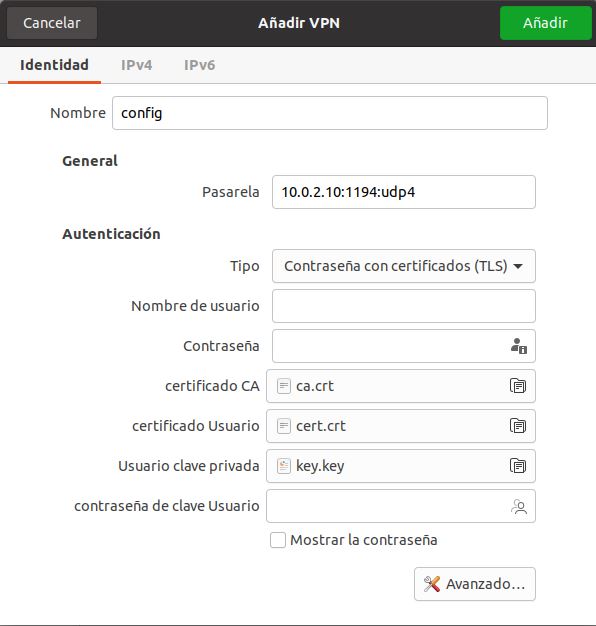 Cancelar Añadir VPN Añadir
Identidad IPv4 IPv6
Nombre config
General
Pasarela 10.0.2.10:1194:udp4
Autenticación
Tipo Contraseña con certificados (TLS)
Nombre de usuario
Contraseña
certificado CA ca.crt
certificado Usuario cert.crt
Usuario clave privada key.key
contraseña de clave Usuario
Mostrar la contraseña
Avanzado...